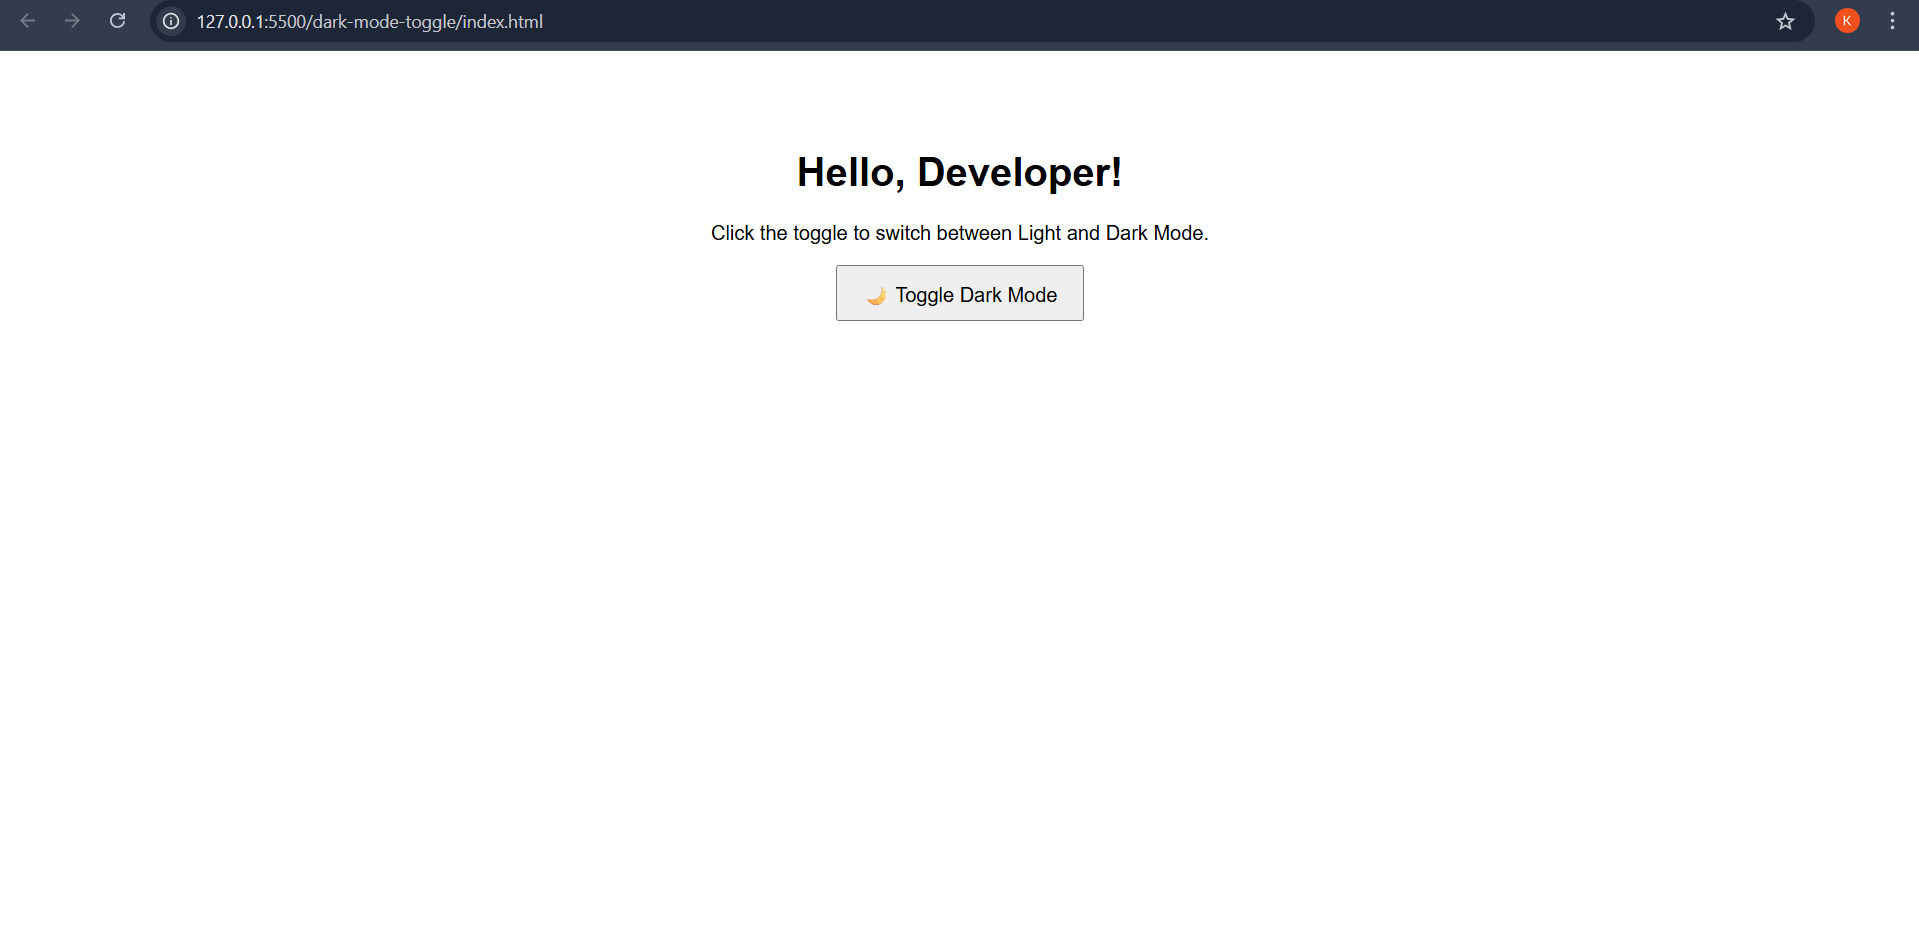 127.0.0.1:5500/dark-mode-toggle/index.html
K
Hello, Developer!
Click the toggle to switch between Light and Dark Mode.
🌙 Toggle Dark Mode